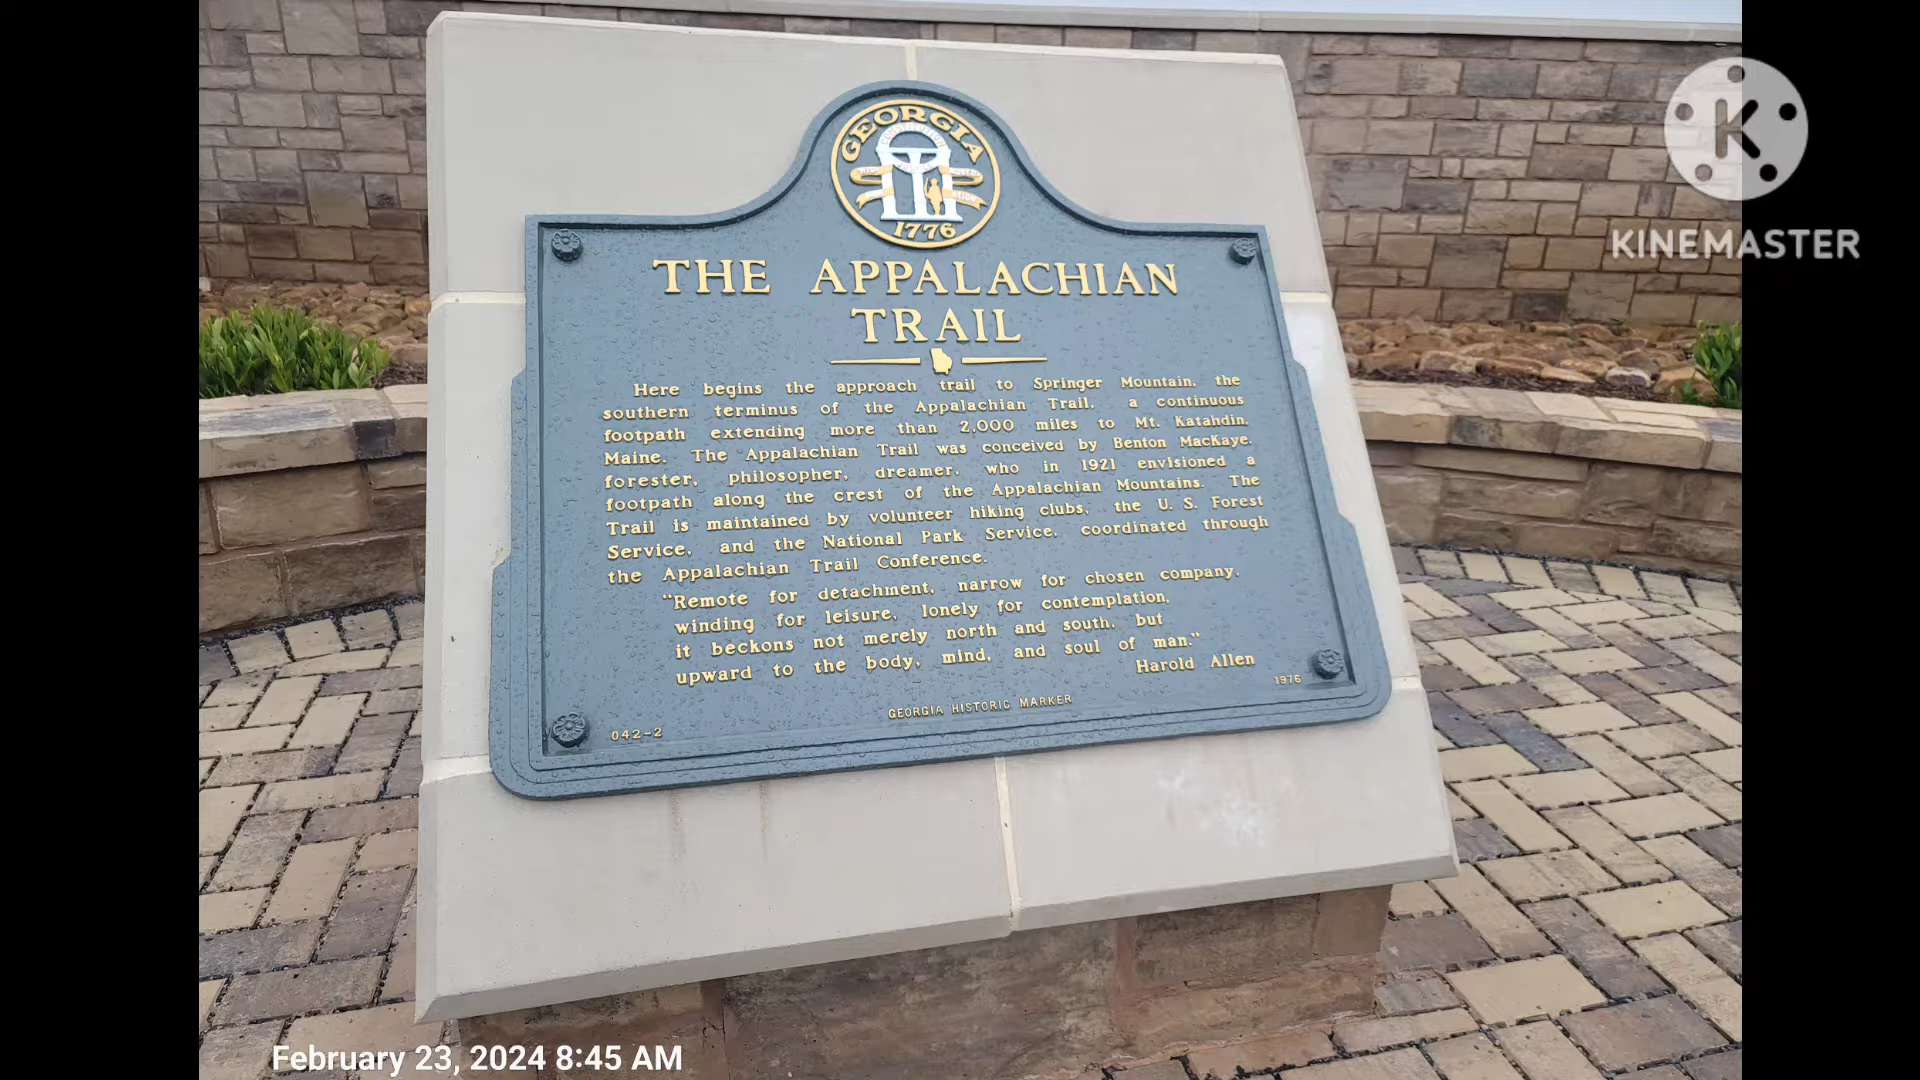 GEORGIA
CONSTITUTION
1776
THE APPALACHIAN
TRAIL
Here begins the approach trail to Springer Mountain, the
southern terminus of the Appalachian Trail, a continuous
footpath extending more than 2,000 miles to Mt. Katahdin,
Maine. The Appalachian Trail was conceived by Benton MacKaye,
forester, philosopher, dreamer, who in 1921 envisioned a
footpath along the crest of the Appalachian Mountains. The
Trail is maintained by volunteer hiking clubs, the U. S. Forest
Service, and the National Park Service, coordinated through
the Appalachian Trail Conference.
"Remote for detachment, narrow for chosen company,
winding for leisure, lonely for contemplation,
it beckons not merely north and south, but
upward to the body, mind, and soul of man."
Harold Allen
042-2
GEORGIA HISTORIC MARKER
1976
K
KINEMASTER
February 23, 2024 8:45 AM